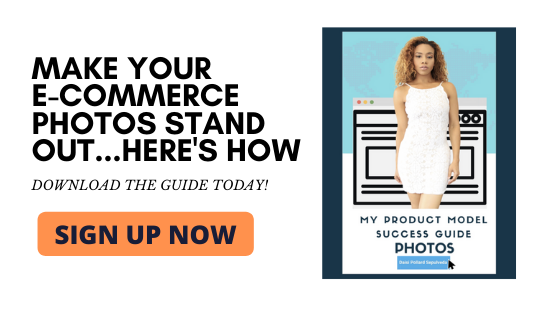 MAKE YOUR
E-COMMERCE
PHOTOS STAND
OUT...HERE'S HOW
DOWNLOAD THE GUIDE TODAY!
SIGN UP NOW
MY PRODUCT MODEL
SUCCESS GUIDE
PHOTOS